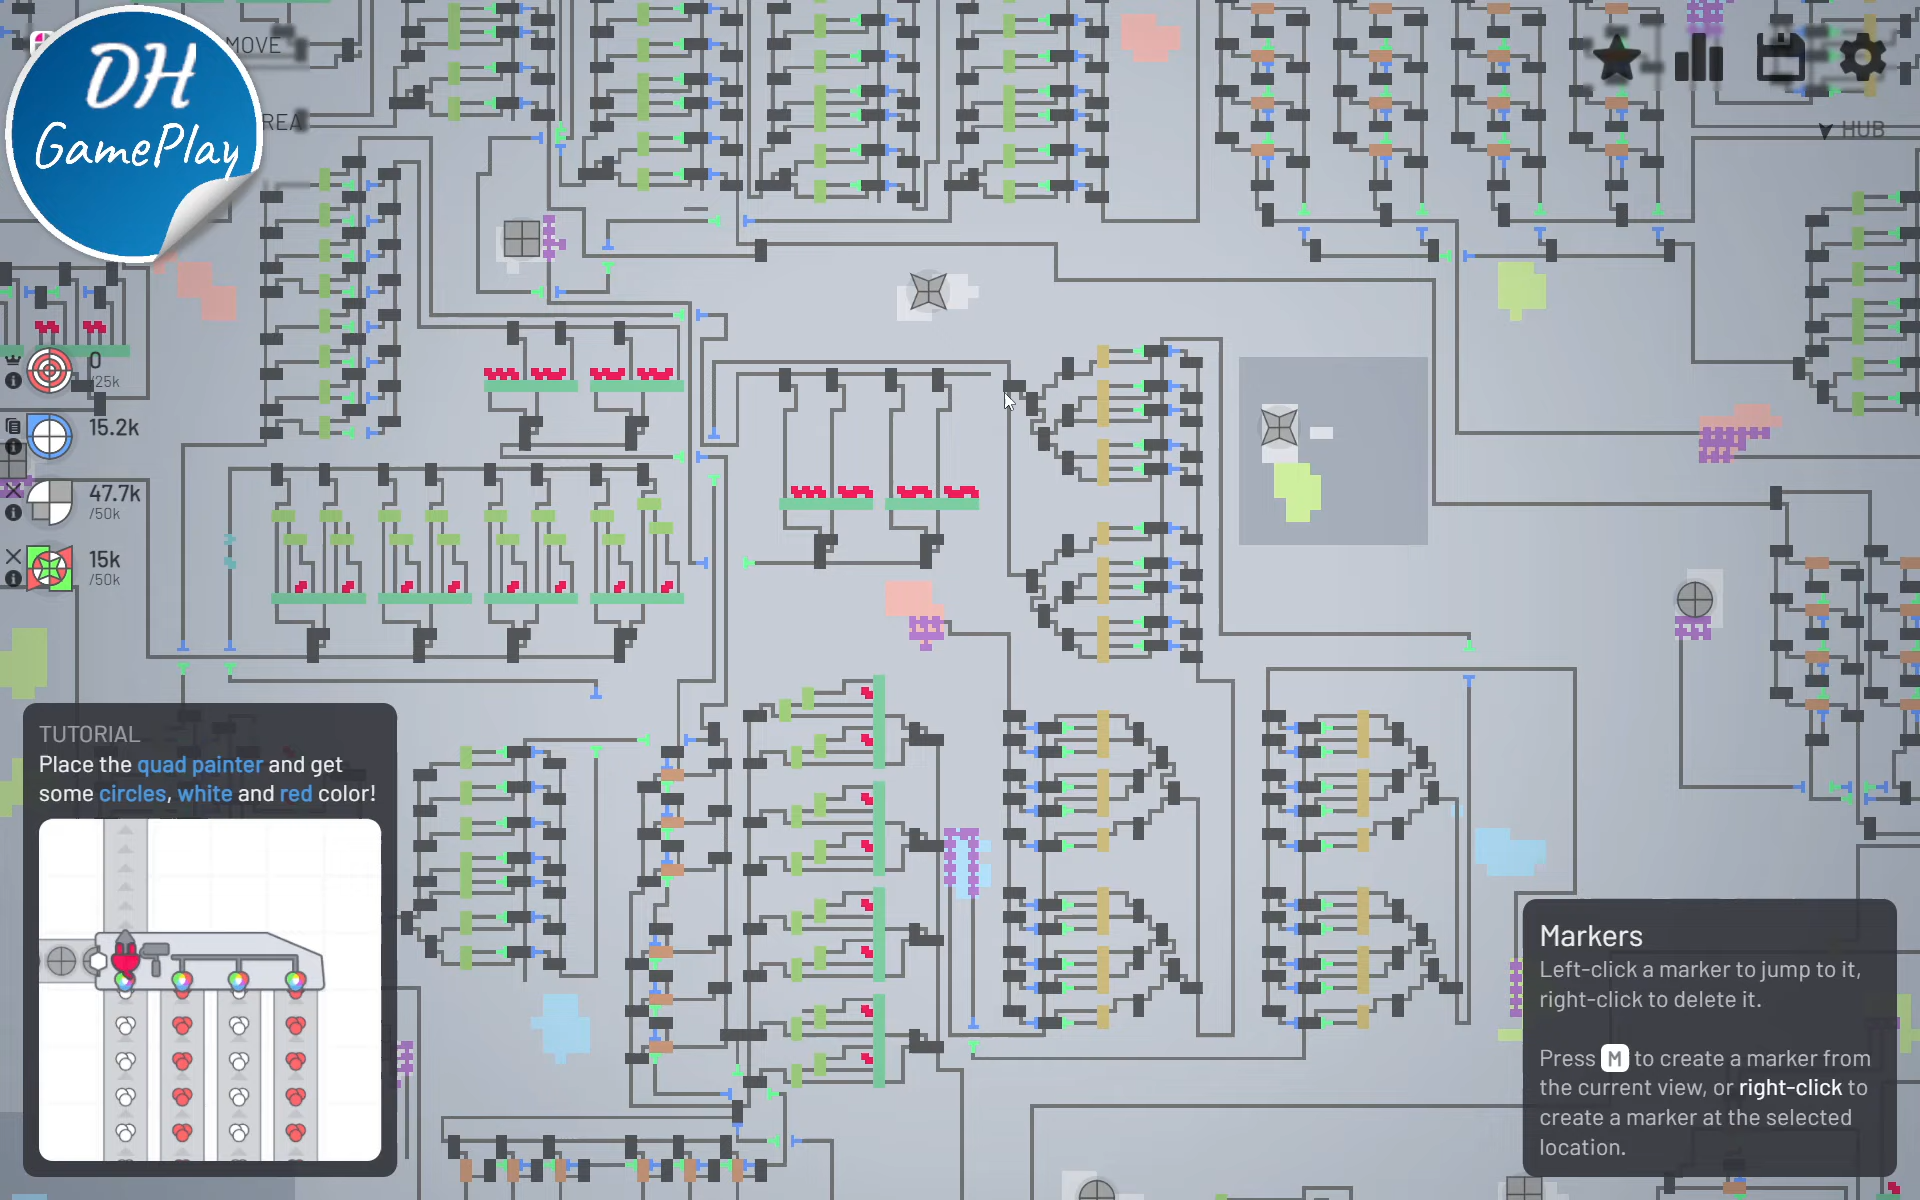 DH
GamePlay
MOVE
REA
HUB
0
/25k
15.2k
47.7k
/50k
15k
/50k
TUTORIAL
Place the quad painter and get
some circles, white and red color!
Markers
Left-click a marker to jump to it,
right-click to delete it.
Press M to create a marker from
the current view, or right-click to
create a marker at the selected
location.